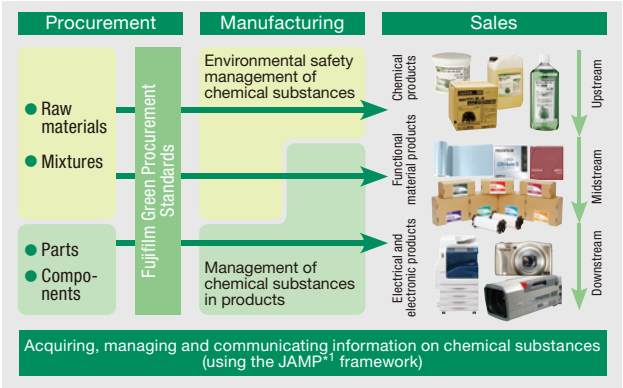 Procurement
Manufacturing
Sales
Raw
materials
Mixtures
Parts
Compo-
nents
Fujifilm Green Procurement
Standards
Environmental safety
management of
chemical substances
Management of
chemical substances
in products
Chemical
products
Functional
material products
Electrical and
electronic products
Upstream
Midstream
Downstream
Acquiring, managing and communicating information on chemical substances
(using the JAMP*1 framework)